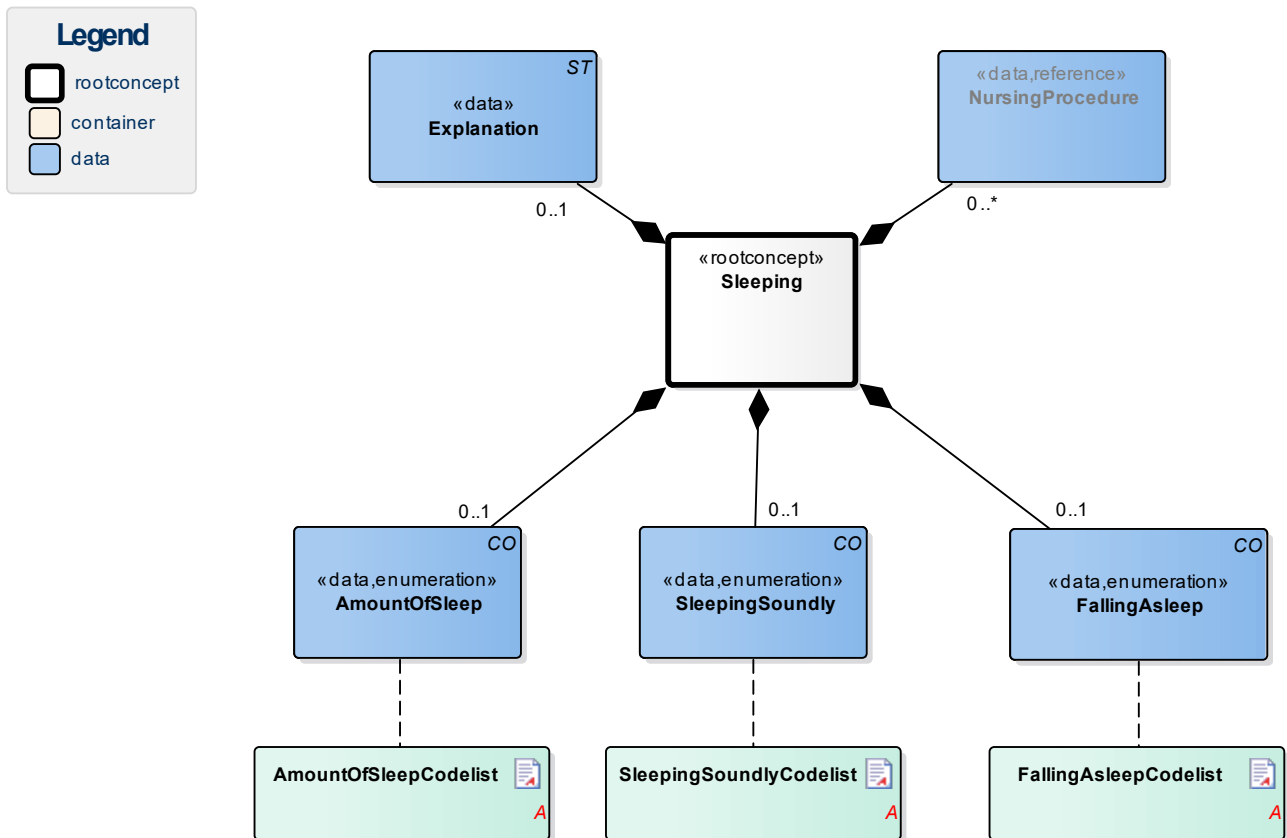 Legend
rootconcept
container
data
ST
«data»
Explanation
«data,reference»
NursingProcedure
0..1
0..*
«rootconcept»
Sleeping
0..1
0..1
0..1
CO
«data,enumeration»
AmountOfSleep
CO
«data,enumeration»
SleepingSoundly
CO
«data,enumeration»
FallingAsleep
AmountOfSleepCodelist
A
SleepingSoundlyCodelist
A
FallingAsleepCodelist
A